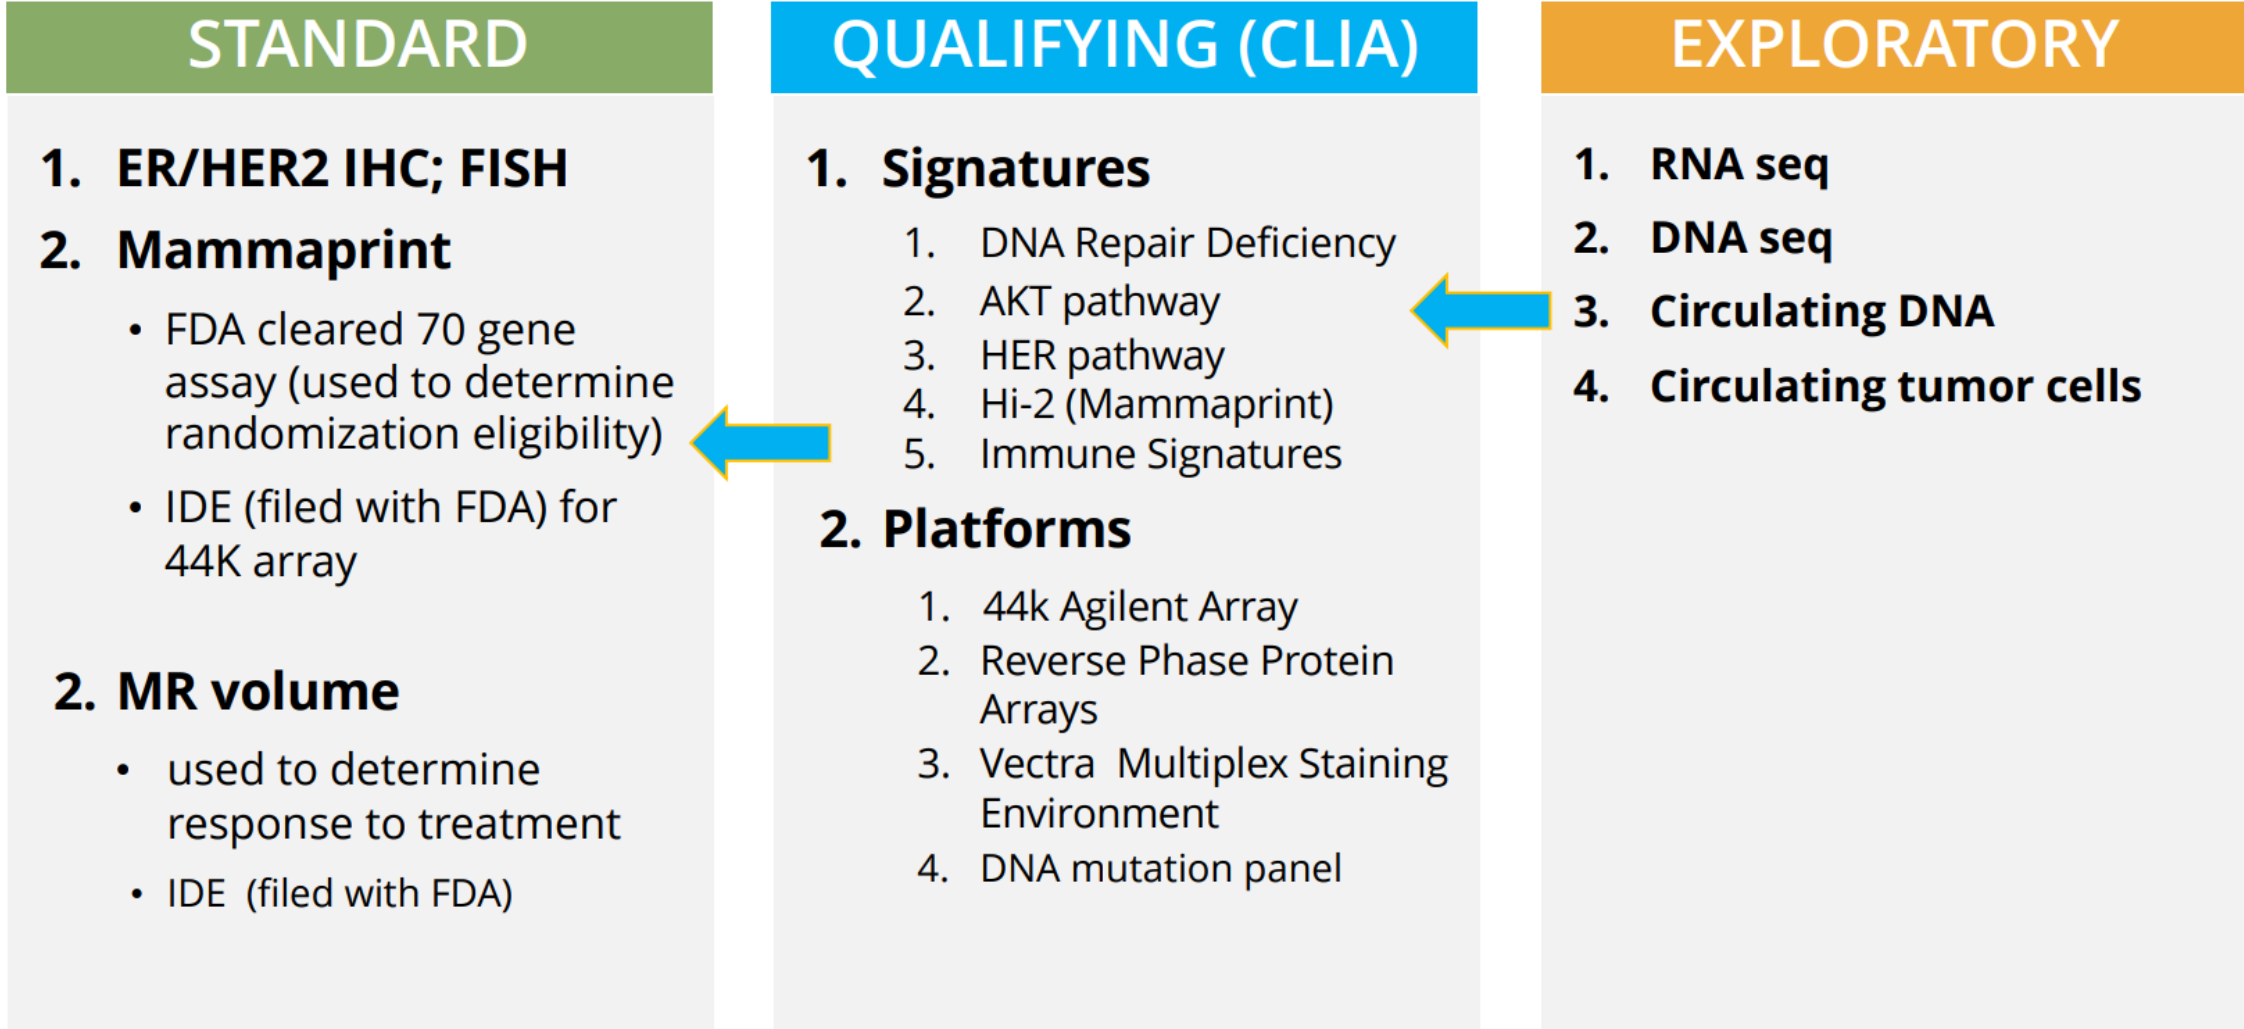 STANDARD
1. ER/HER2 IHC; FISH
2. Mammaprint
• FDA cleared 70 gene
assay (used to determine
randomization eligibility)
• IDE (filed with FDA) for
44K array
2. MR volume
• used to determine
response to treatment
• IDE (filed with FDA)
QUALIFYING (CLIA)
1. Signatures
1. DNA Repair Deficiency
2. AKT pathway
3. HER pathway
4. Hi-2 (Mammaprint)
5. Immune Signatures
2. Platforms
1. 44k Agilent Array
2. Reverse Phase Protein
Arrays
3. Vectra Multiplex Staining
Environment
4. DNA mutation panel
EXPLORATORY
1. RNA seq
2. DNA seq
3. Circulating DNA
4. Circulating tumor cells